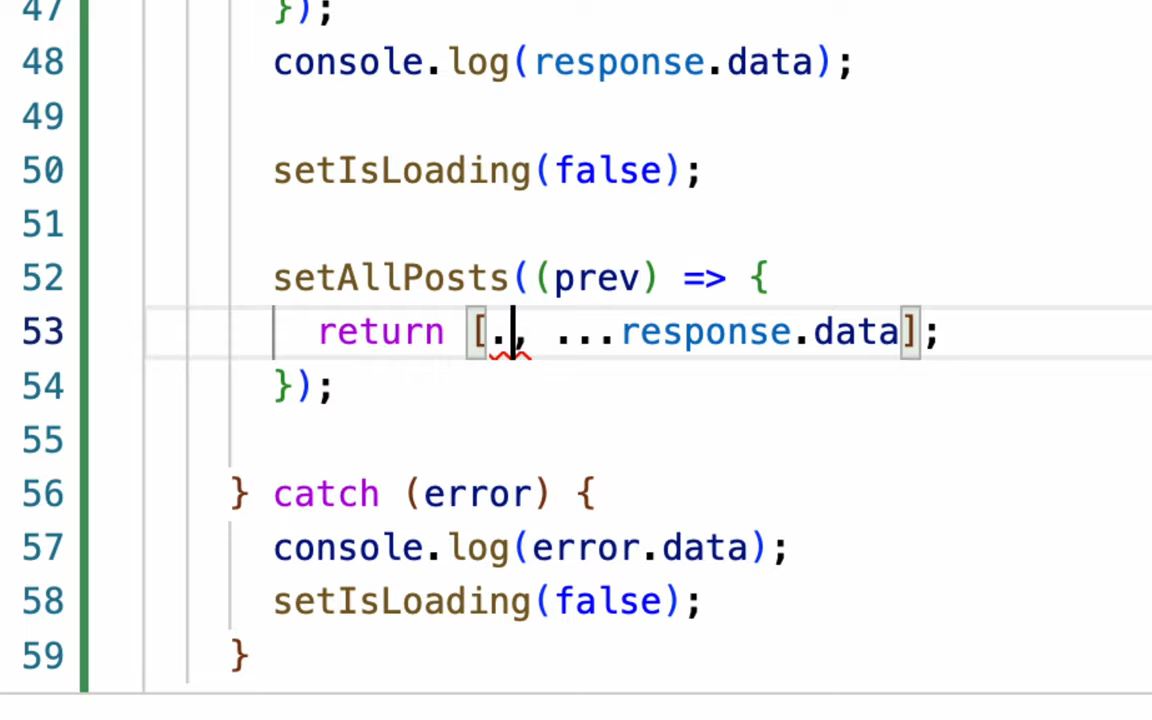 47 });
48 console.log(response.data);
49
50 setIsLoading(false);
51
52 setAllPosts((prev) => {
53 return [., ...response.data];
54 });
55
56 } catch (error) {
57 console.log(error.data);
58 setIsLoading(false);
59 }